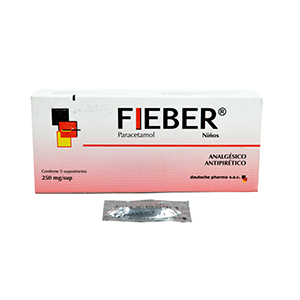 FIEBER®
Paracetamol
Niños
ANALGÉSICO
ANTIPIRÉTICO
Contiene 5 supositorios
250 mg/sup
deutsche pharma s.a.c.